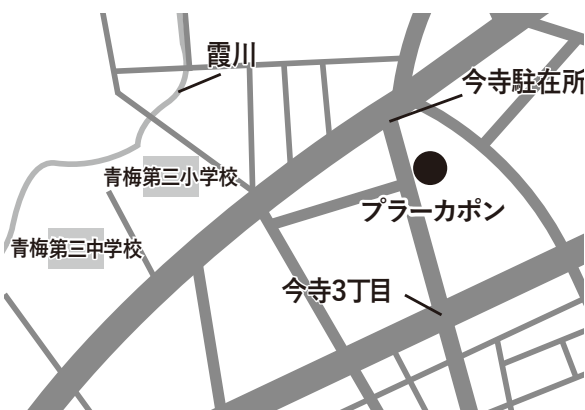 霞川
今寺駐在所
青梅第三小学校
プラーカポン
青梅第三中学校
今寺3丁目